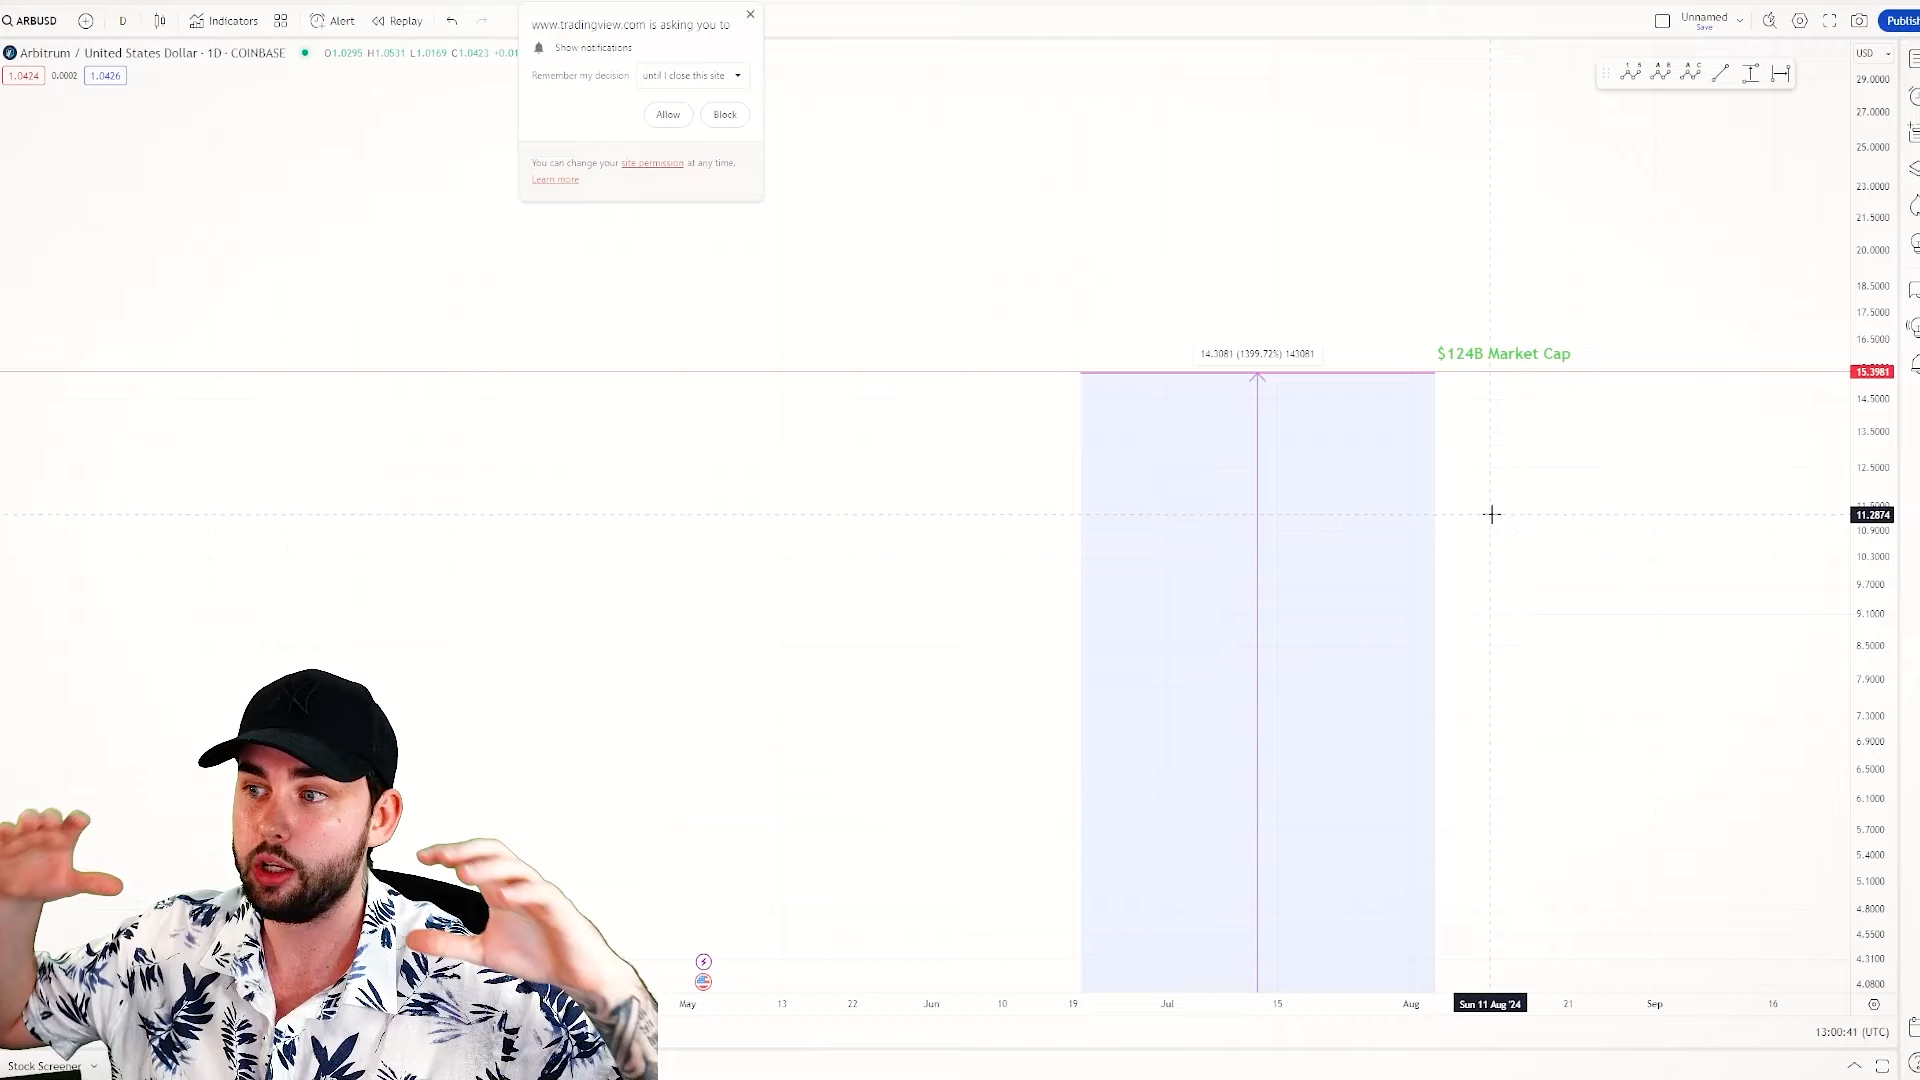 ARBUSD
D
Indicators
Alert
Replay
Unnamed
Save
Publish
Arbitrum / United States Dollar · 1D · COINBASE
O1.0295 H1.0531 L1.0169 C1.0423 +0.01
1.0424
0.0002
1.0426
www.tradingview.com is asking you to
Show notifications
Remember my decision
until I close this site
Allow
Block
You can change your site permission at any time.
Learn more
USD
29.0000
27.0000
25.0000
23.0000
21.5000
20.0000
18.5000
17.5000
16.5000
14.3081 (1399.72%) 143081
$124B Market Cap
15.3981
14.5000
13.5000
12.5000
11.2874
10.9000
10.3000
9.7000
9.1000
8.5000
7.9000
7.3000
6.9000
6.5000
6.1000
5.7000
5.4000
5.1000
4.8000
4.5500
4.3100
4.0800
May 13 22 Jun 10 19 Jul 15 Aug Sun 11 Aug '24 21 Sep 16
13:00:41 (UTC)
Stock Screener